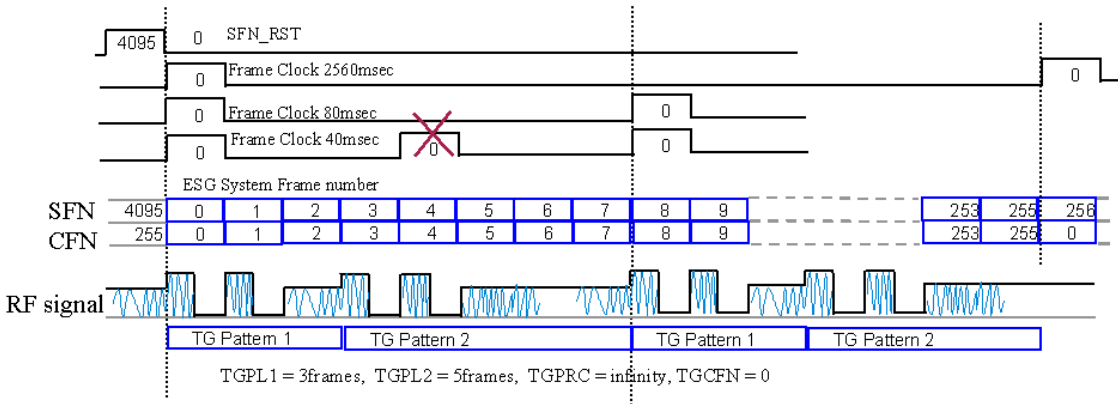 4095 0 SFN_RST
0 Frame Clock 2560msec 0
0 Frame Clock 80msec 0
0 Frame Clock 40msec 0 0
ESG System Frame number
SFN 4095 0 1 2 3 4 5 6 7 8 9 253 255 256
CFN 255 0 1 2 3 4 5 6 7 8 9 253 255 0
RF signal
TG Pattern 1 TG Pattern 2 TG Pattern 1 TG Pattern 2
TGPL1 = 3frames, TGPL2 = 5frames, TGPRC = infinity, TGCFN = 0